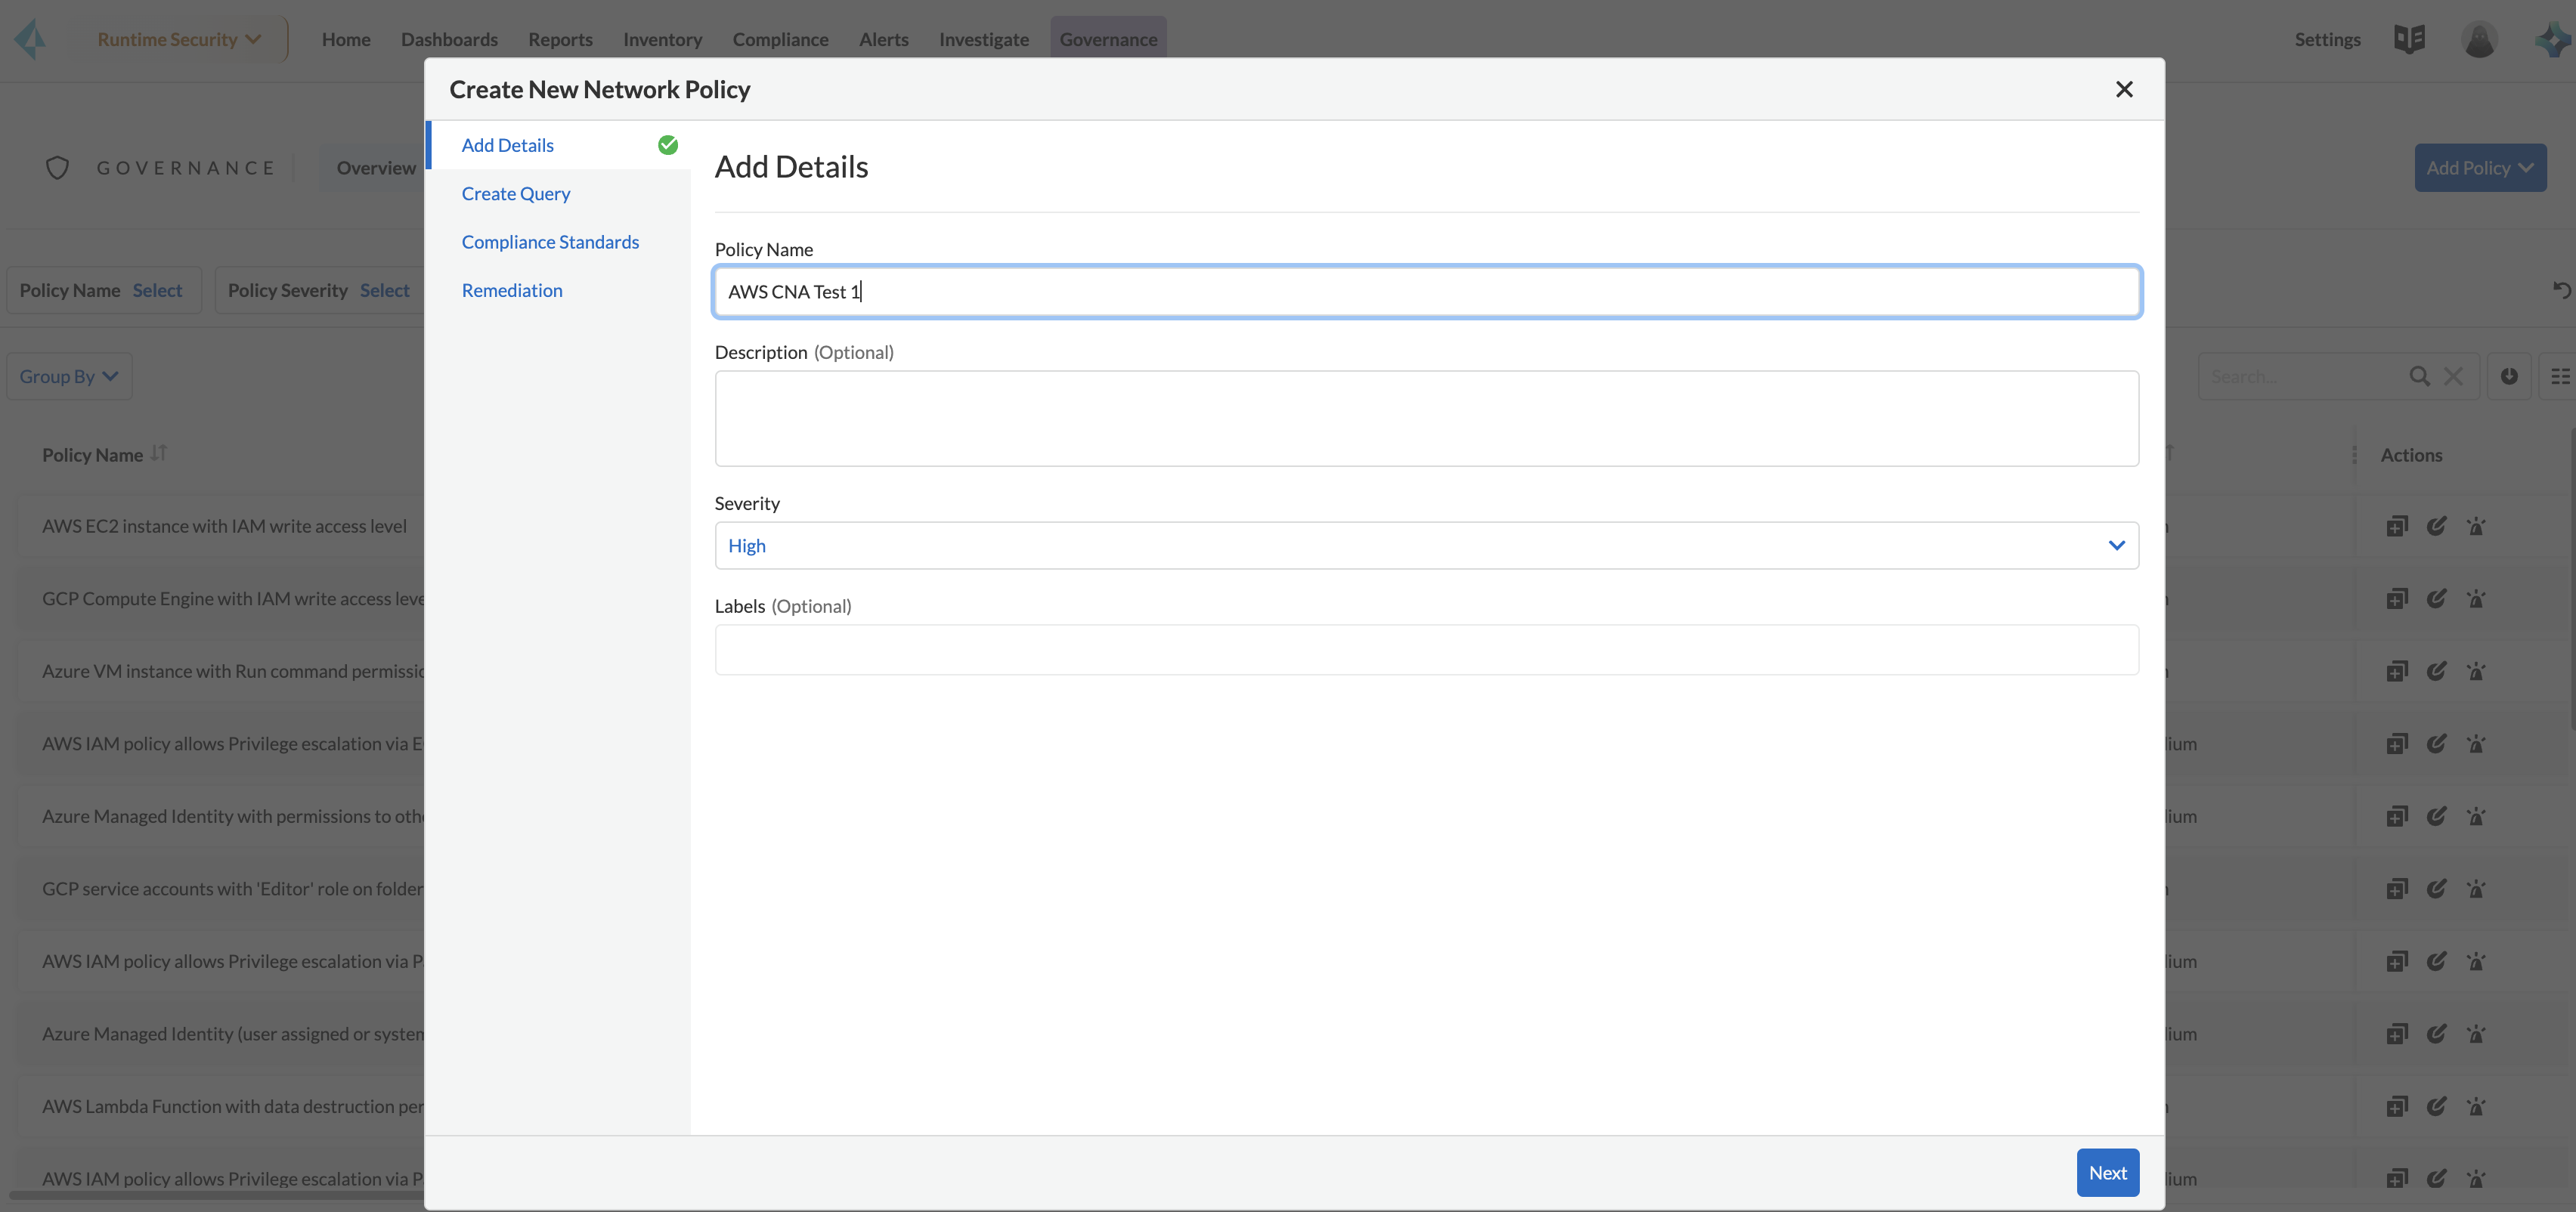 Runtime Security
Home
Dashboards
Reports
Inventory
Compliance
Alerts
Investigate
Governance
Settings
Create New Network Policy
GOVERNANCE
Overview
Add Policy
Add Details
Create Query
Compliance Standards
Remediation
Add Details
Policy Name
AWS CNA Test 1
Description (Optional)
Severity
High
Labels (Optional)
Policy Name Select
Policy Severity Select
Group By
Search...
Policy Name
Actions
AWS EC2 instance with IAM write access level
GCP Compute Engine with IAM write access leve
Azure VM instance with Run command permissic
AWS IAM policy allows Privilege escalation via E
lium
Azure Managed Identity with permissions to oth
lium
GCP service accounts with 'Editor' role on folder
AWS IAM policy allows Privilege escalation via P
lium
Azure Managed Identity (user assigned or system
lium
AWS Lambda Function with data destruction per
AWS IAM policy allows Privilege escalation via P
lium
Next